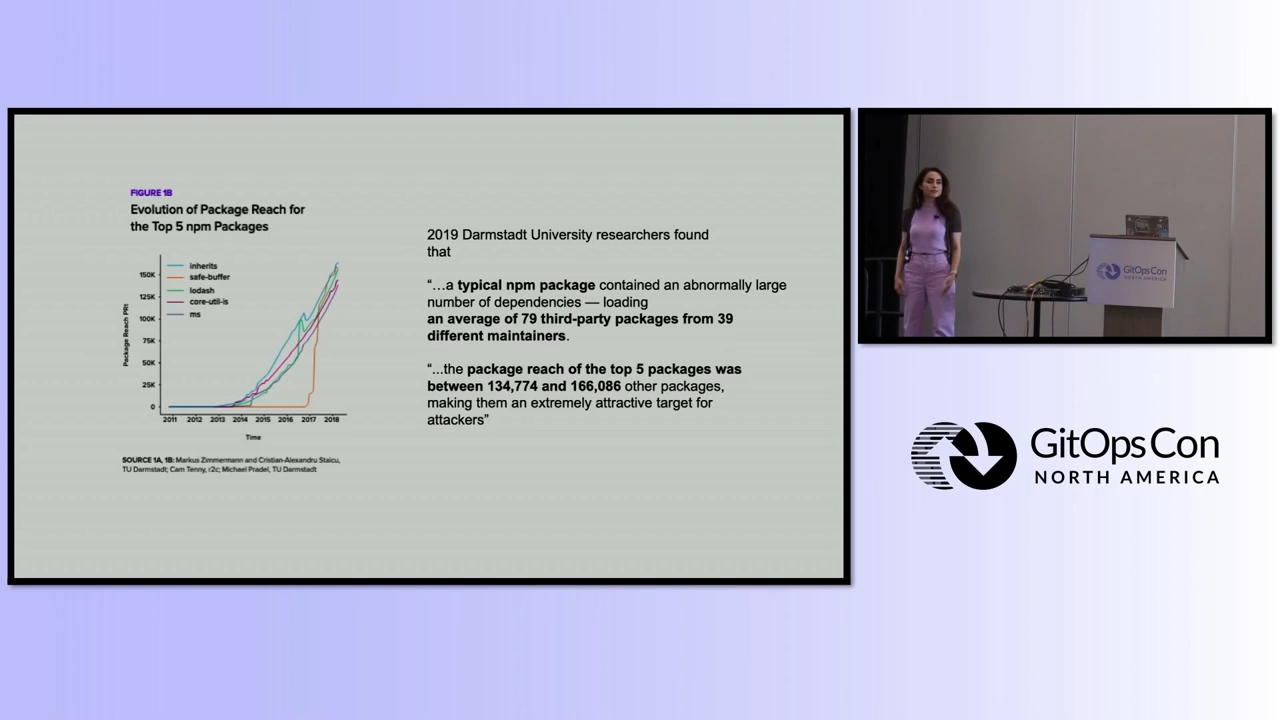 FIGURE 1B
Evolution of Package Reach for
the Top 5 npm Packages
inherits
safe-buffer
lodash
core-util-is
ms
Package Reach PR
150K
125K
100K
75K
50K
25K
0
2011 2012 2013 2014 2015 2016 2017 2018
Time
SOURCE 1A, 1B: Markus Zimmermann and Cristian-Alexandru Staicu,
TU Darmstadt; Cam Tenny, r2c; Michael Pradel, TU Darmstadt
2019 Darmstadt University researchers found
that
“…a typical npm package contained an abnormally large
number of dependencies — loading
an average of 79 third-party packages from 39
different maintainers.
“...the package reach of the top 5 packages was
between 134,774 and 166,086 other packages,
making them an extremely attractive target for
attackers”
GitOpsCon
NORTH AMERICA
GitOpsCon
NORTH AMERICA